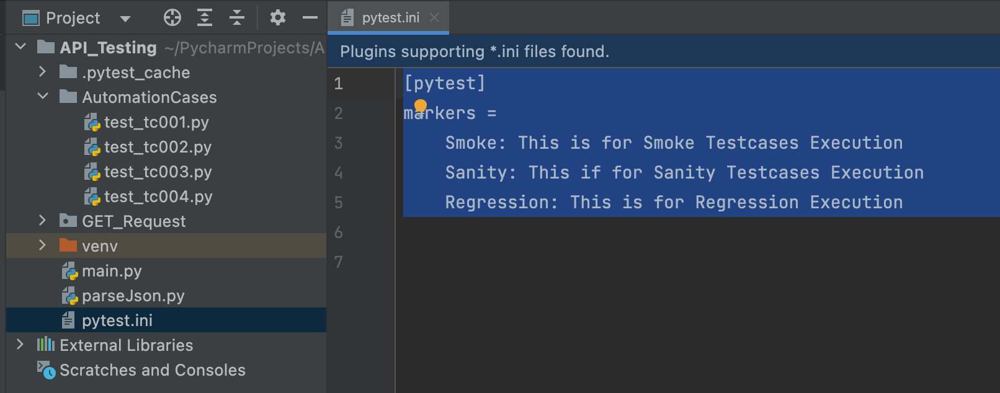 Project
API_Testing ~/PycharmProjects/A
.pytest_cache
AutomationCases
test_tc001.py
test_tc002.py
test_tc003.py
test_tc004.py
GET_Request
venv
main.py
parseJson.py
pytest.ini
External Libraries
Scratches and Consoles
pytest.ini
Plugins supporting *.ini files found.
1 [pytest]
2 markers =
3 Smoke: This is for Smoke Testcases Execution
4 Sanity: This if for Sanity Testcases Execution
5 Regression: This is for Regression Execution
6
7